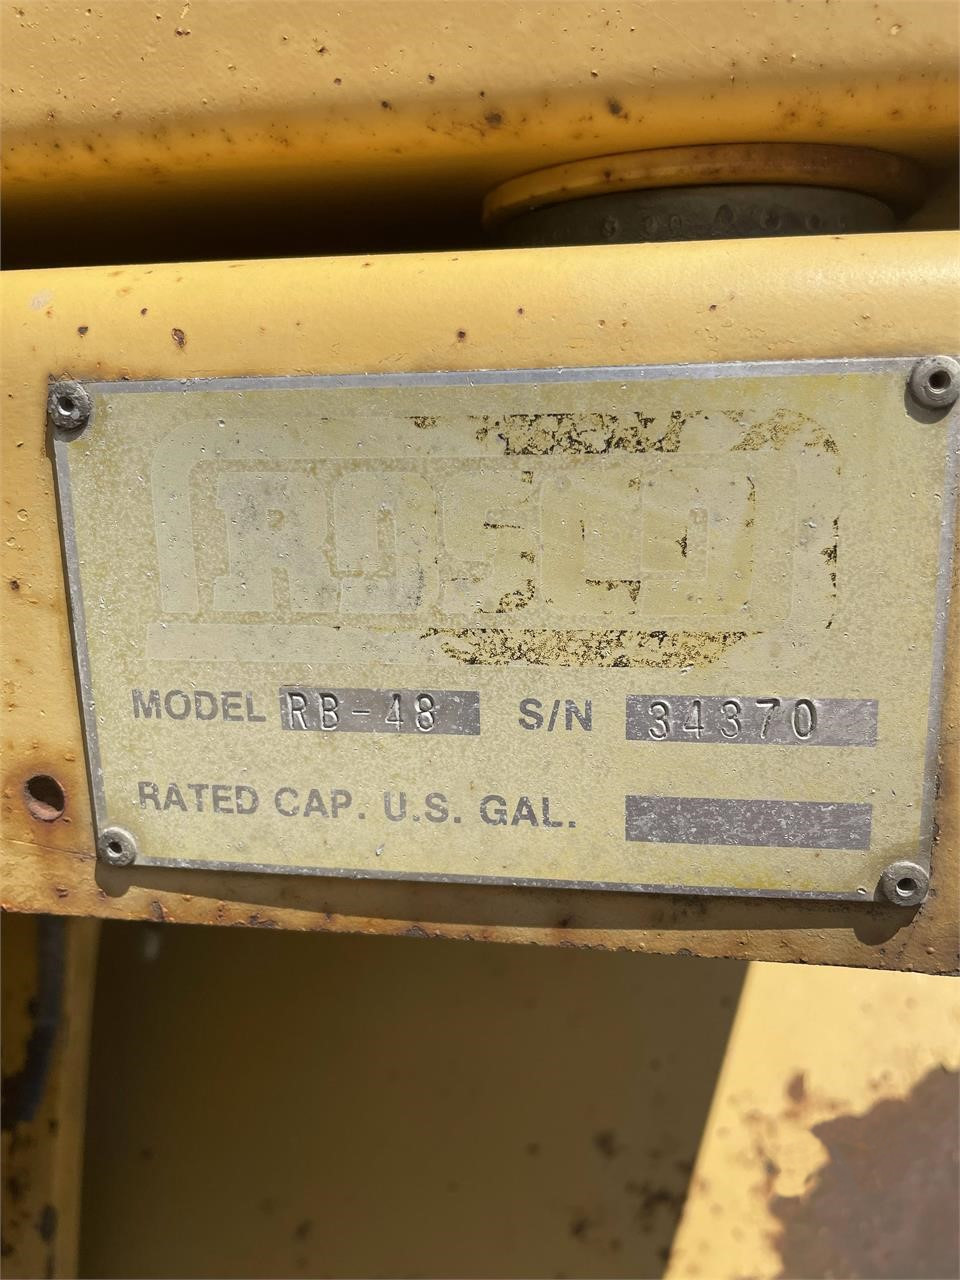 ROSCO
MODEL RB-48 S/N 34370
RATED CAP. U.S. GAL.